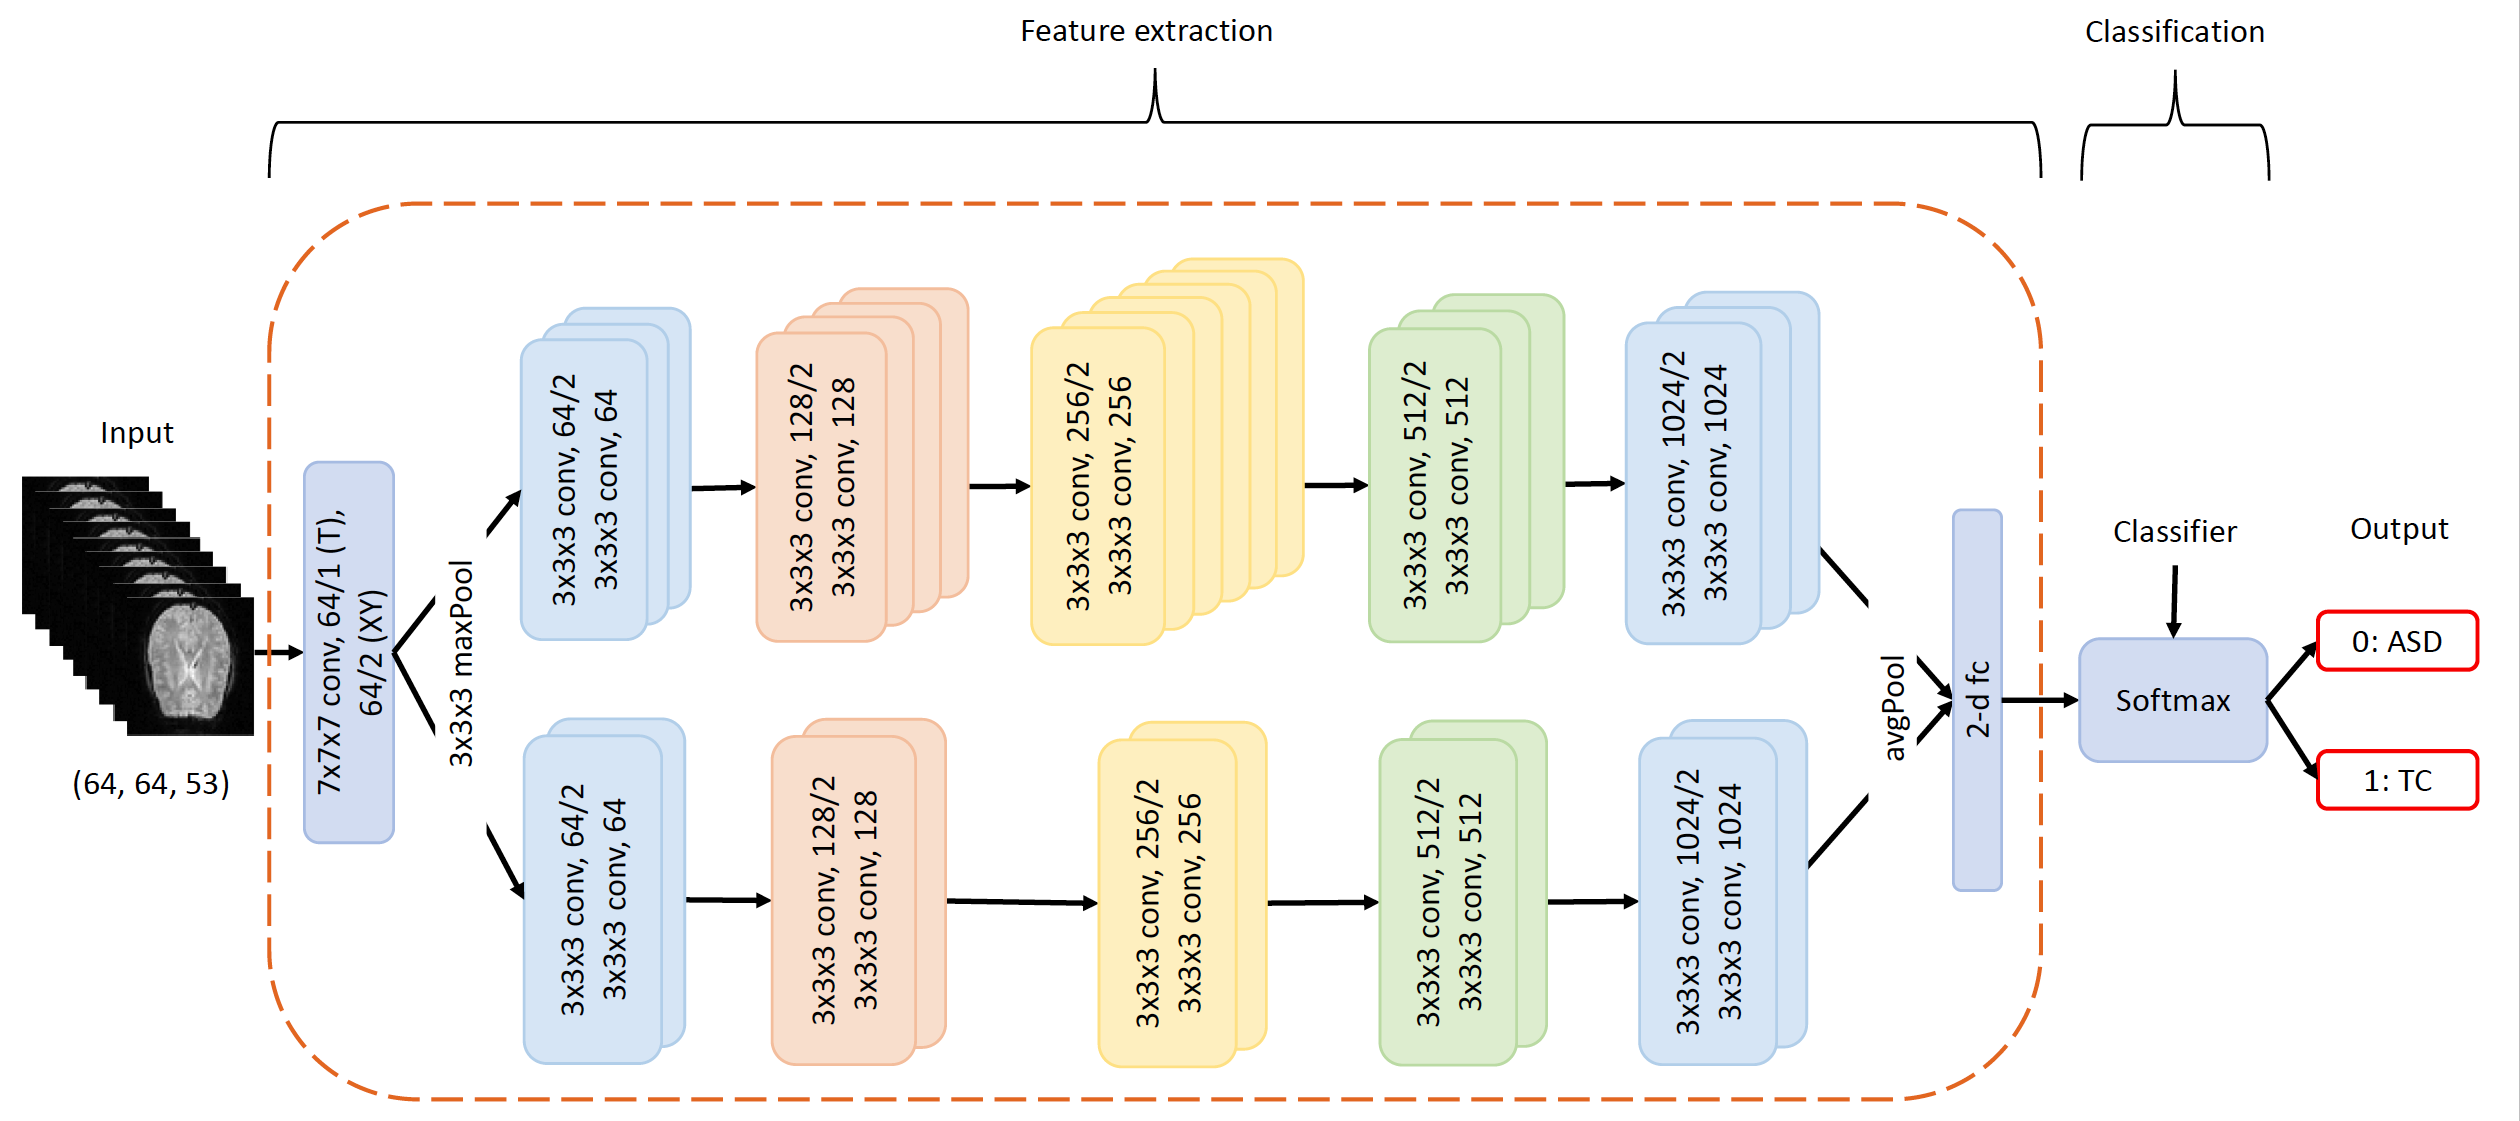 Feature extraction
Classification
Input
(64, 64, 53)
7x7x7 conv, 64/1 (T),
64/2 (XY)
3x3x3 maxPool
3x3x3 conv, 64/2
3x3x3 conv, 64
3x3x3 conv, 128/2
3x3x3 conv, 128
3x3x3 conv, 256/2
3x3x3 conv, 256
3x3x3 conv, 512/2
3x3x3 conv, 512
3x3x3 conv, 1024/2
3x3x3 conv, 1024
3x3x3 conv, 64/2
3x3x3 conv, 64
3x3x3 conv, 128/2
3x3x3 conv, 128
3x3x3 conv, 256/2
3x3x3 conv, 256
3x3x3 conv, 512/2
3x3x3 conv, 512
3x3x3 conv, 1024/2
3x3x3 conv, 1024
avgPool
2-d fc
Classifier
Softmax
Output
0: ASD
1: TC